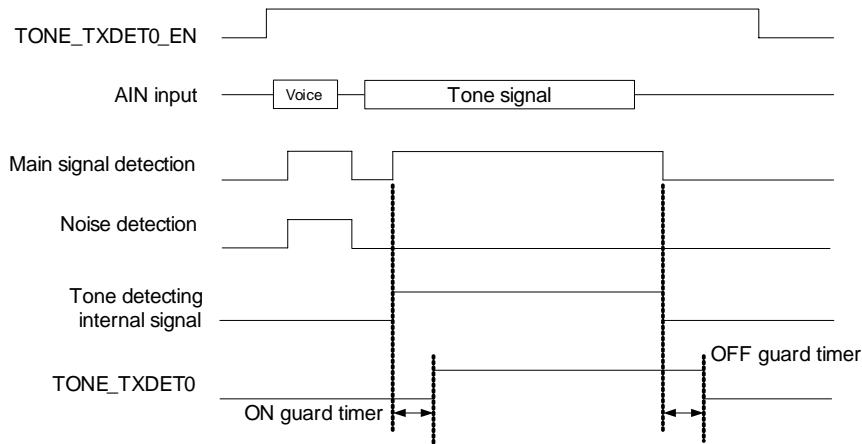 TONE_TXDET0_EN
AIN input
Voice
Tone signal
Main signal detection
Noise detection
Tone detecting
internal signal
OFF guard timer
TONE_TXDET0
ON guard timer